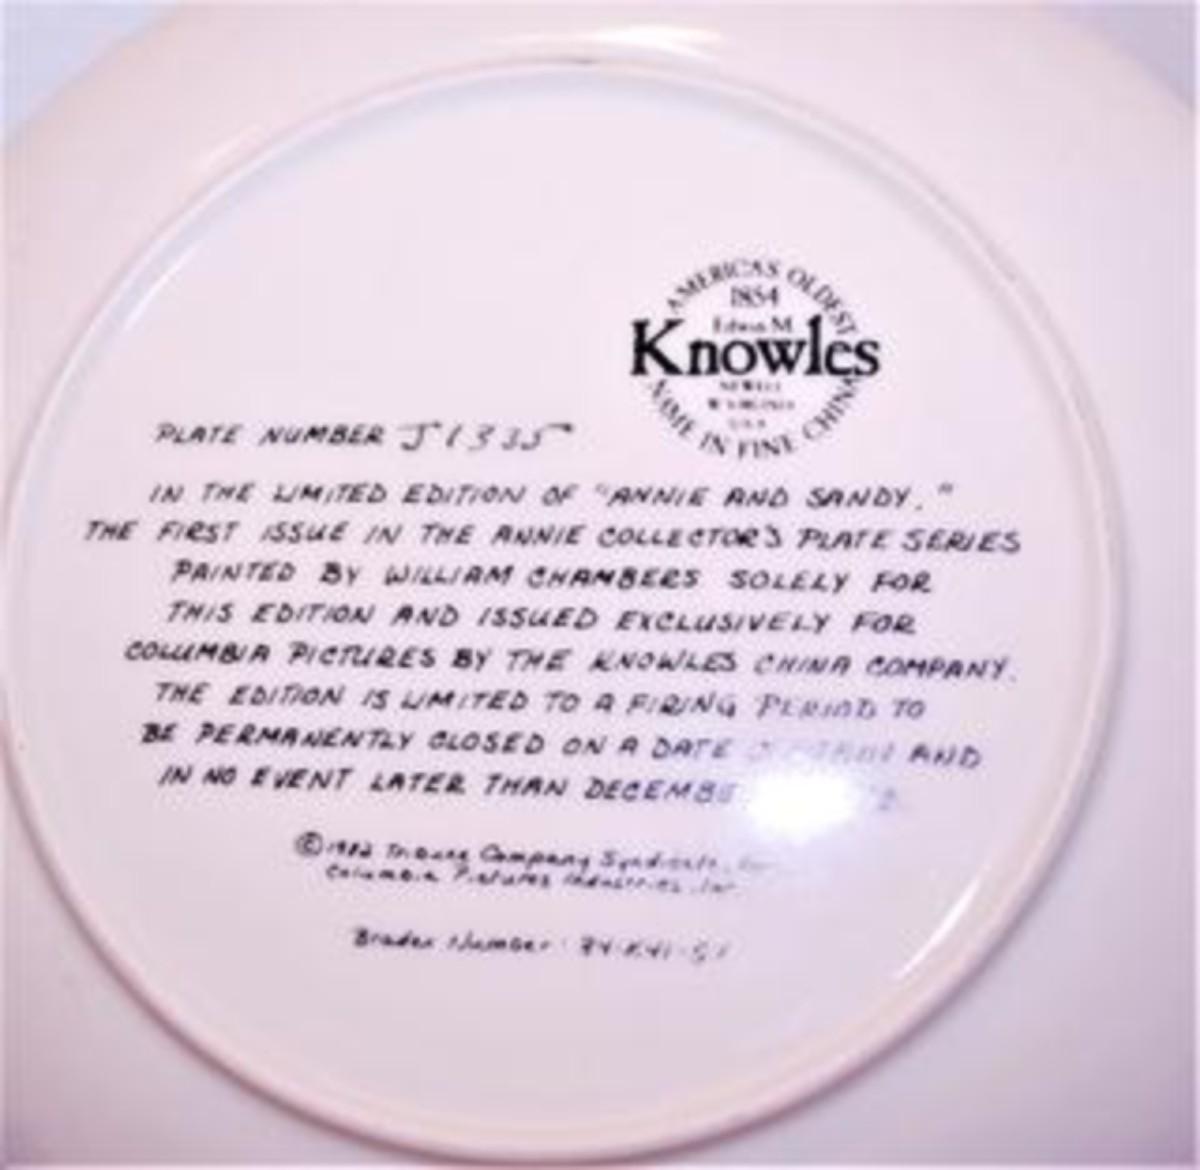 AMERICA'S OLDEST
1854
Edwin M.
Knowles
NEWELL
W. VIRGINIA
U.S.A.
NAME IN FINE CHINA
PLATE NUMBER J1335
IN THE LIMITED EDITION OF "ANNIE AND SANDY."
THE FIRST ISSUE IN THE ANNIE COLLECTOR'S PLATE SERIES
PAINTED BY WILLIAM CHAMBERS SOLELY FOR
THIS EDITION AND ISSUED EXCLUSIVELY FOR
COLUMBIA PICTURES BY THE KNOWLES CHINA COMPANY.
THE EDITION IS LIMITED TO A FIRING PERIOD TO
BE PERMANENTLY CLOSED ON A DATE AND
IN NO EVENT LATER THAN
©1982 Tribune Company Syndicate,
Columbia Pictures Industries, Inc.
Bradex Number: